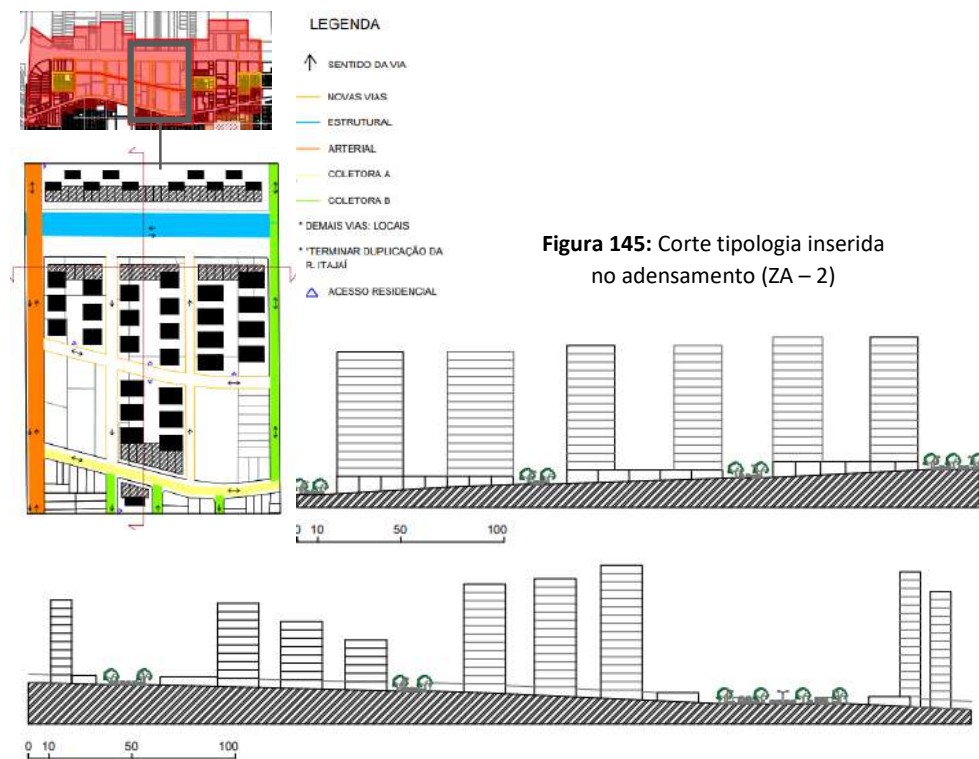 LEGENDA
SENTIDO DA VIA
NOVAS VIAS
ESTRUTURAL
ARTERIAL
COLETORA A
COLETORA B
* DEMAIS VIAS: LOCAIS
* *TERMINAR DUPLICAÇÃO DA
R. ITAJAÍ
ACESSO RESIDENCIAL
Figura 145: Corte tipologia inserida
no adensamento (ZA – 2)
0 10 50 100
0 10 50 100